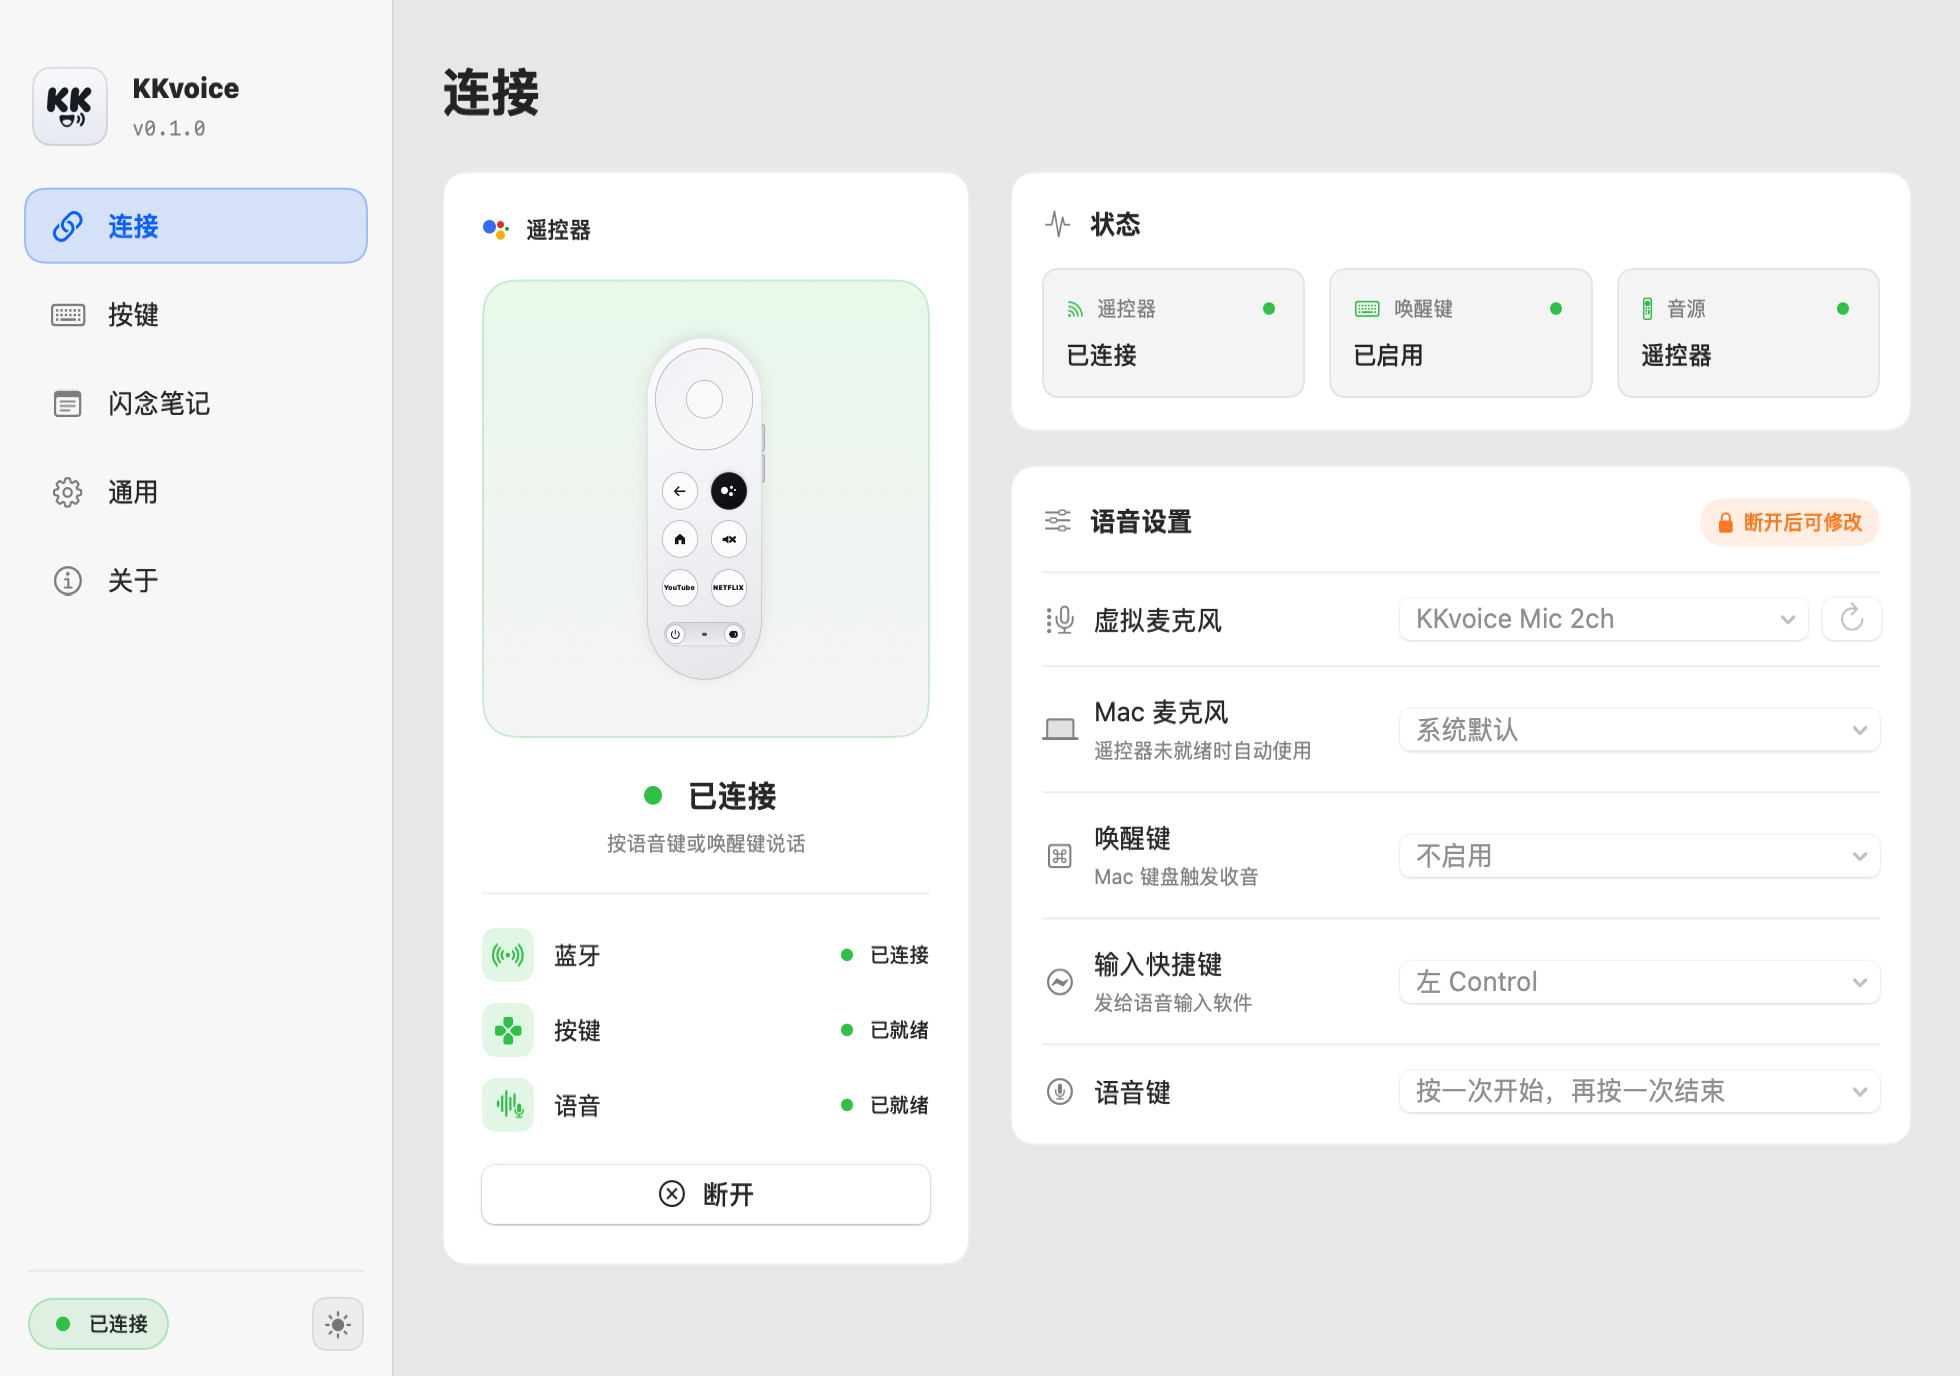 KK
KKvoice
v0.1.0
连接
按键
闪念笔记
通用
关于
已连接
连接
遥控器
YouTube
NETFLIX
已连接
按语音键或唤醒键说话
蓝牙
已连接
按键
已就绪
语音
已就绪
断开
状态
遥控器
已连接
唤醒键
已启用
音源
遥控器
语音设置
断开后可修改
虚拟麦克风
KKvoice Mic 2ch
Mac 麦克风
遥控器未就绪时自动使用
系统默认
唤醒键
Mac 键盘触发收音
不启用
输入快捷键
发给语音输入软件
左 Control
语音键
按一次开始，再按一次结束